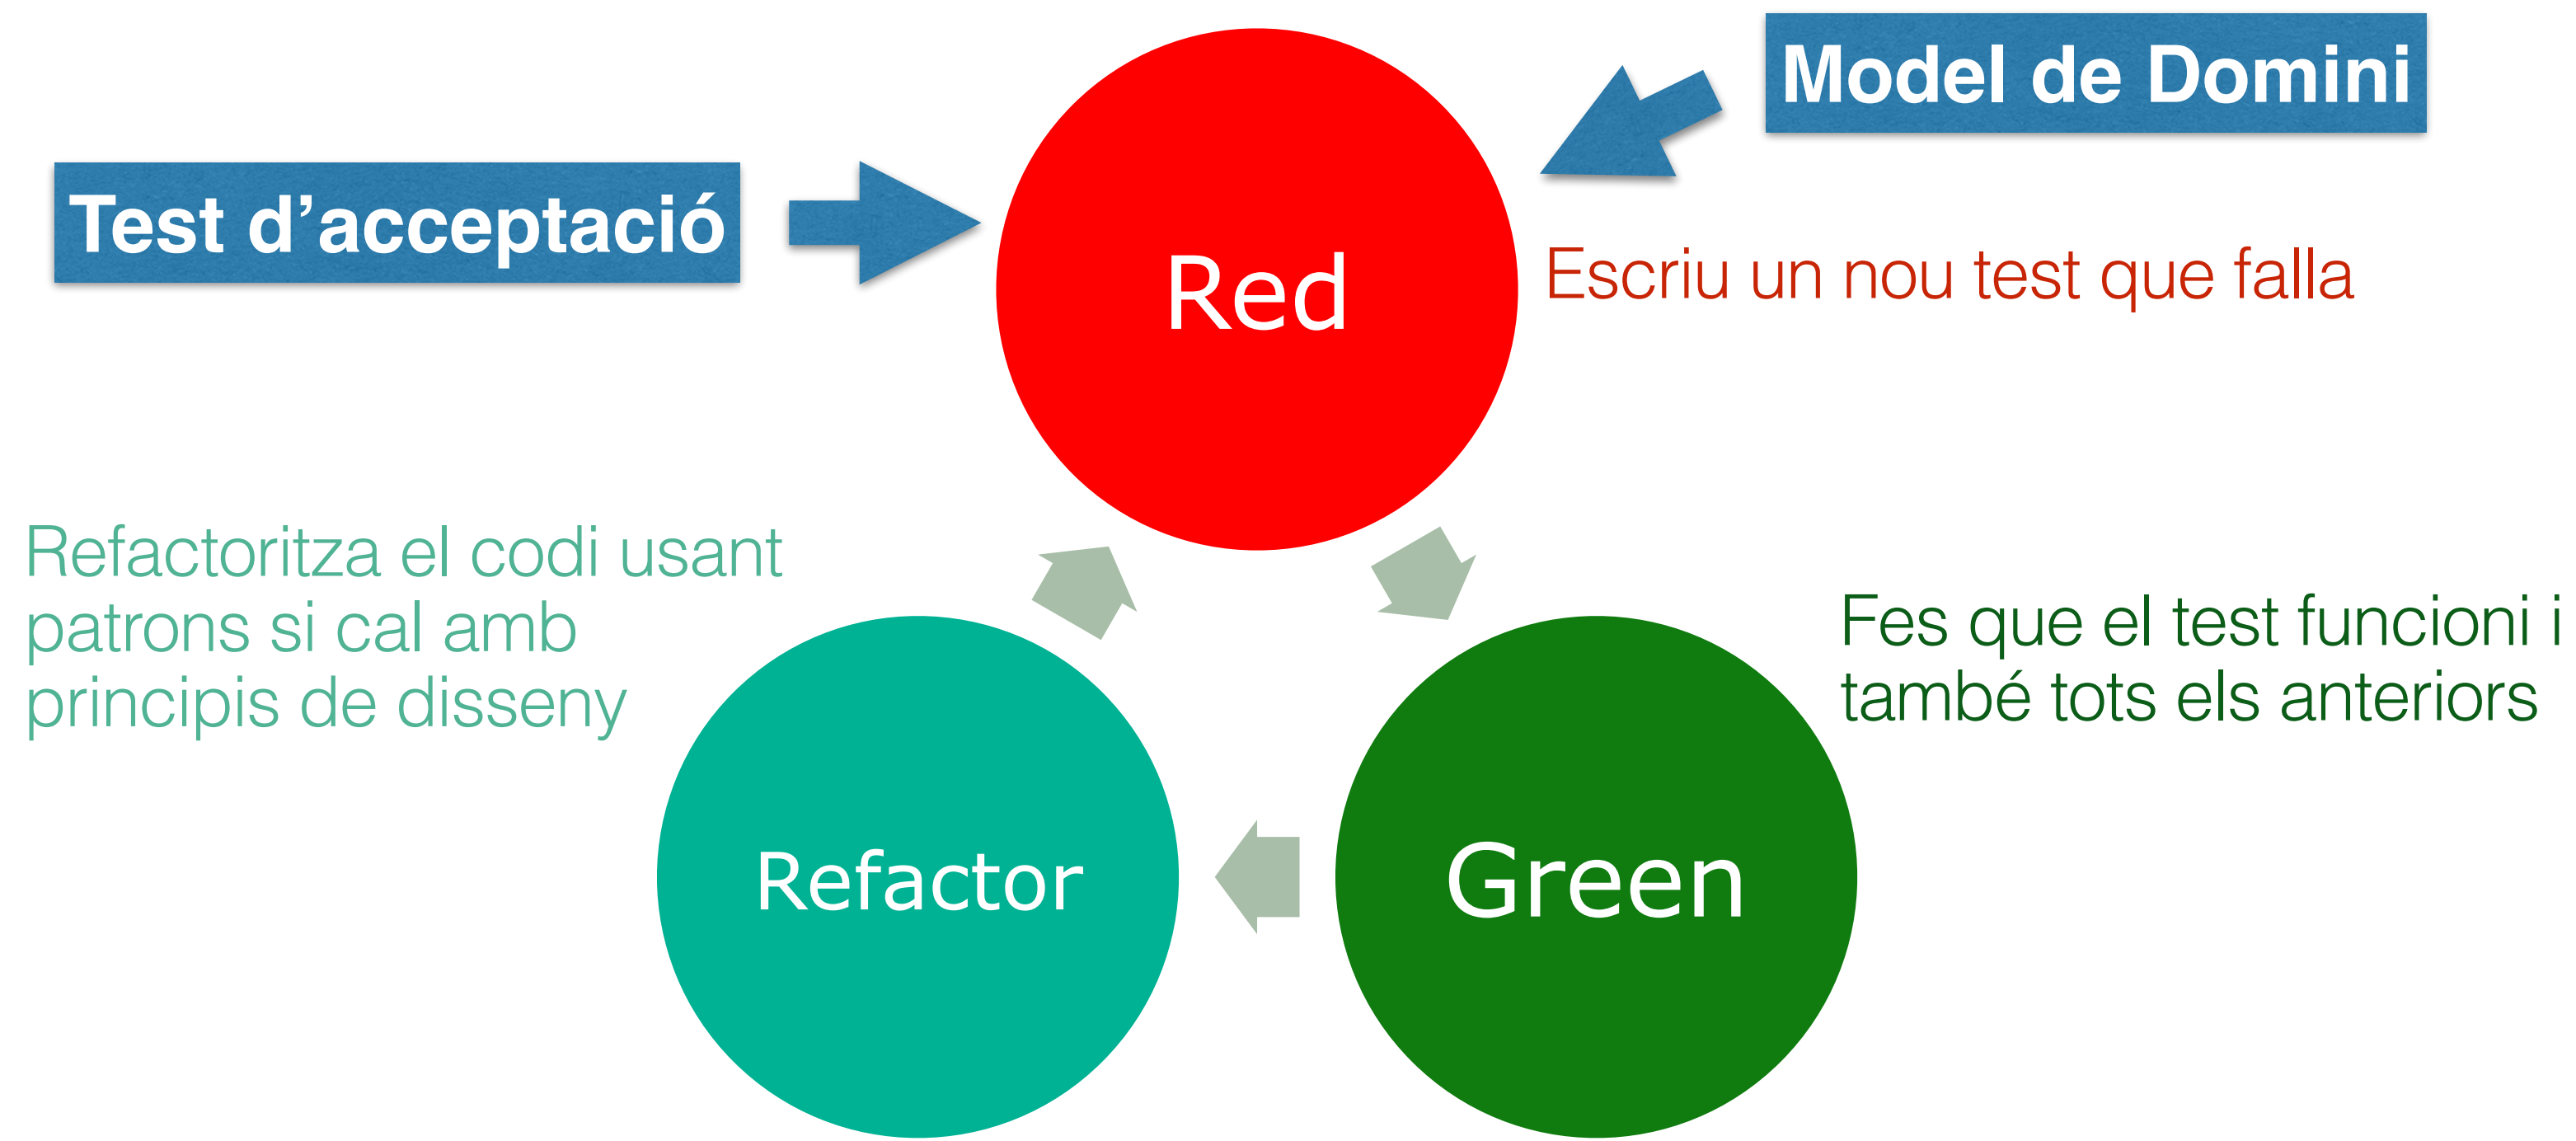 Model de Domini
Test d’acceptació
Red
Escriu un nou test que falla
Refactoritza el codi usant
patrons si cal amb
principis de disseny
Fes que el test funcioni i
també tots els anteriors
Refactor
Green